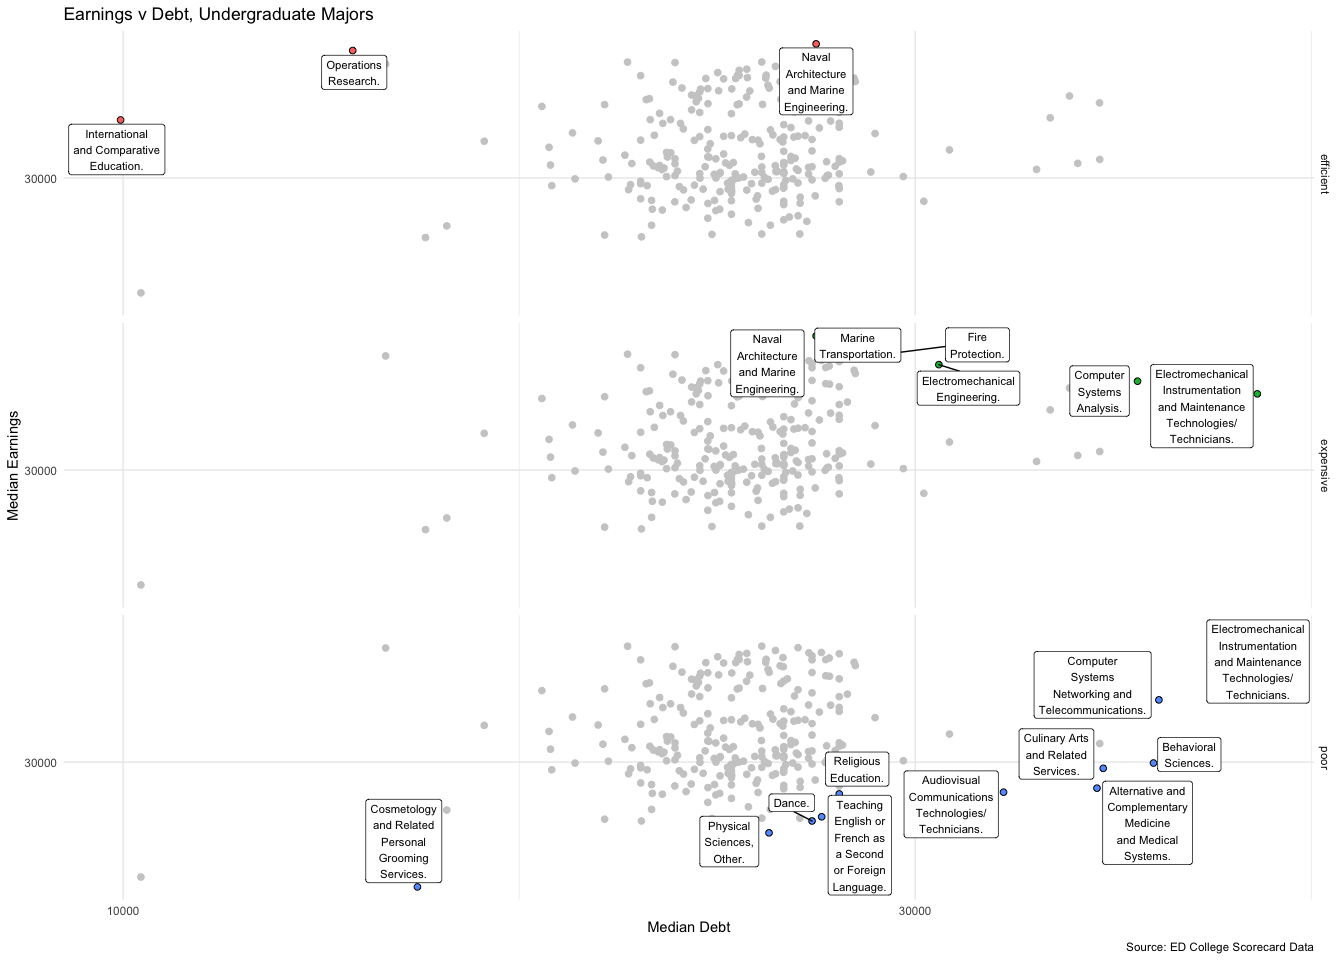 Earnings v Debt, Undergraduate Majors
Operations
Research.
Naval
Architecture
and Marine
Engineering.
International
and Comparative
Education.
30000
efficient
Naval
Architecture
and Marine
Engineering.
Marine
Transportation.
Fire
Protection.
Electromechanical
Engineering.
Computer
Systems
Analysis.
Electromechanical
Instrumentation
and Maintenance
Technologies/
Technicians.
30000
expensive
Median Earnings
Electromechanical
Instrumentation
and Maintenance
Technologies/
Technicians.
Computer
Systems
Networking and
Telecommunications.
Culinary Arts
and Related
Services.
Behavioral
Sciences.
Religious
Education.
Audiovisual
Communications
Technologies/
Technicians.
Alternative and
Complementary
Medicine
and Medical
Systems.
Dance.
Teaching
English or
French as
a Second
or Foreign
Language.
Physical
Sciences,
Other.
Cosmetology
and Related
Personal
Grooming
Services.
30000
poor
10000
30000
Median Debt
Source: ED College Scorecard Data